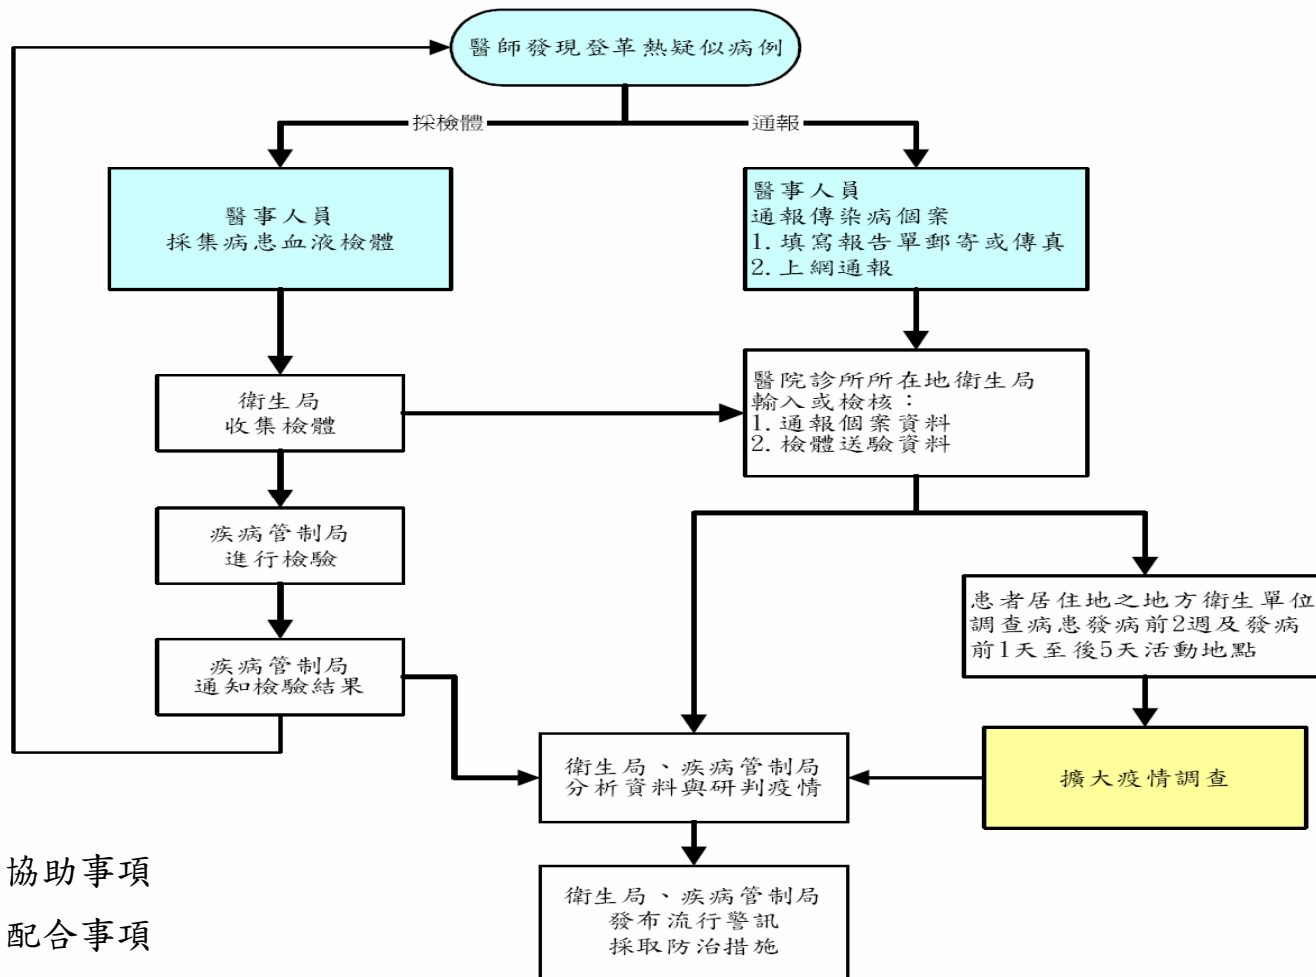 醫師發現登革熱疑似病例
採檢體
通報
醫事人員
採集病患血液檢體
醫事人員
通報傳染病個案
1. 填寫報告單郵寄或傳真
2. 上網通報
衛生局
收集檢體
醫院診所所在地衛生局
輸入或檢核：
1. 通報個案資料
2. 檢體送驗資料
疾病管制局
進行檢驗
患者居住地之地方衛生單位
調查病患發病前2週及發病
前1天至後5天活動地點
疾病管制局
通知檢驗結果
衛生局、疾病管制局
分析資料與研判疫情
擴大疫情調查
協助事項
配合事項
衛生局、疾病管制局
發布流行警訊
採取防治措施